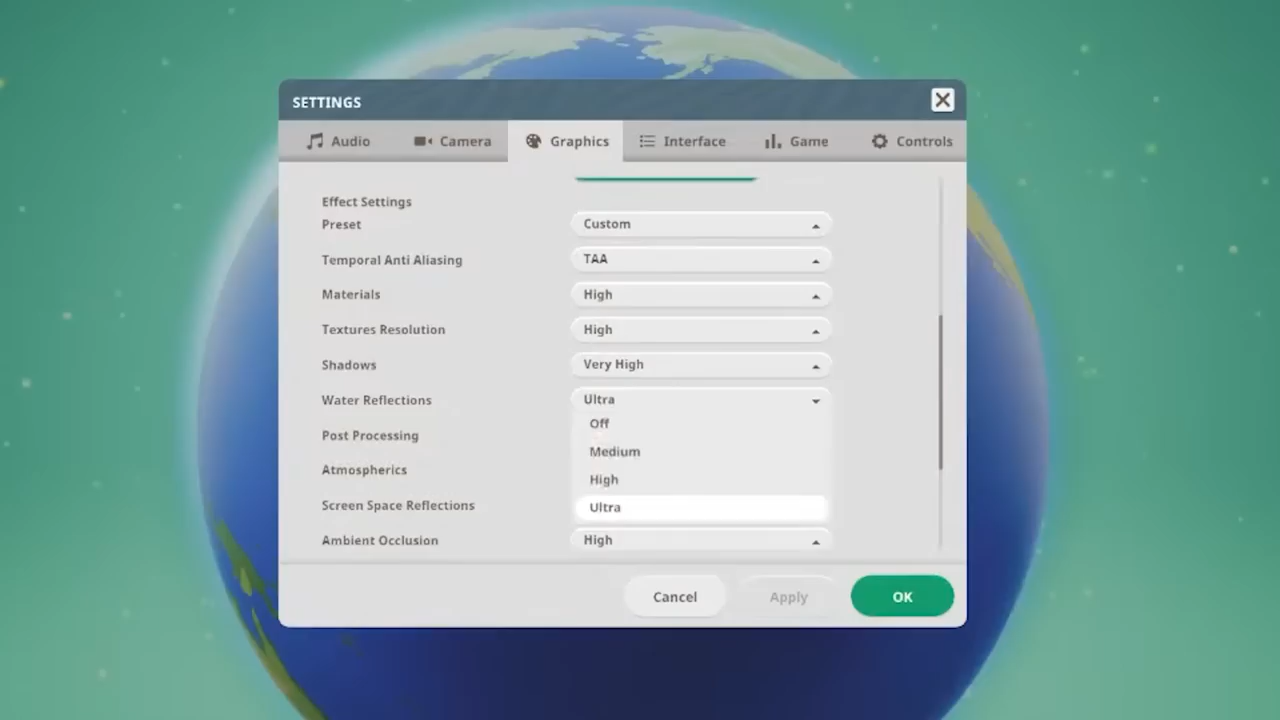 SETTINGS
Audio Camera Graphics Interface Game Controls
Effect Settings
Preset Custom
Temporal Anti Aliasing TAA
Materials High
Textures Resolution High
Shadows Very High
Water Reflections Ultra
Off
Post Processing
Medium
Atmospherics
High
Screen Space Reflections Ultra
Ambient Occlusion High
Cancel Apply OK